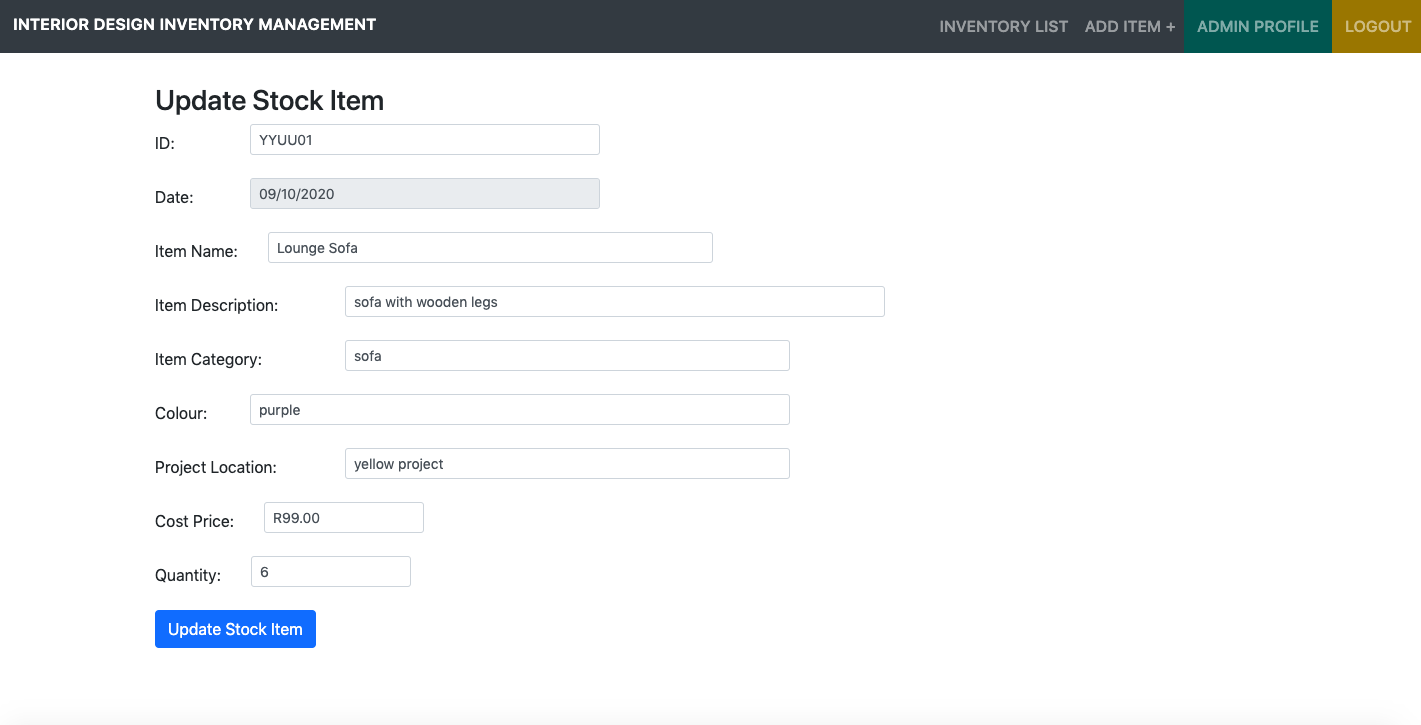 INTERIOR DESIGN INVENTORY MANAGEMENT
INVENTORY LIST ADD ITEM + ADMIN PROFILE LOGOUT
Update Stock Item
ID: YYUU01
Date: 09/10/2020
Item Name: Lounge Sofa
Item Description: sofa with wooden legs
Item Category: sofa
Colour: purple
Project Location: yellow project
Cost Price: R99.00
Quantity: 6
Update Stock Item